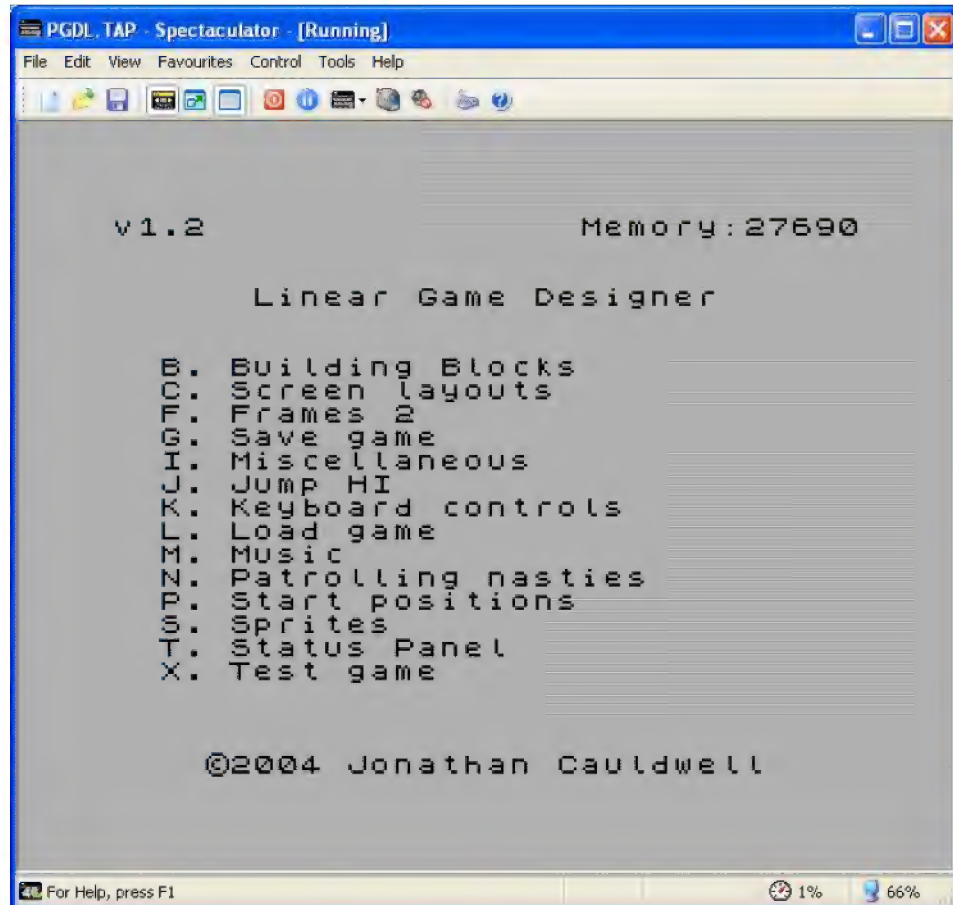 PGDL.TAP - Spectaculator - [Running]
File Edit View Favourites Control Tools Help
v1.2 Memory:27690
Linear Game Designer
B. Building Blocks
C. Screen layouts
F. Frames 2
G. Save game
I. Miscellaneous
J. Jump HI
K. Keyboard controls
L. Load game
M. Music
N. Patrolling nasties
P. Start positions
S. Sprites
T. Status Panel
X. Test game
©2004 Jonathan Cauldwell
For Help, press F1 1% 66%